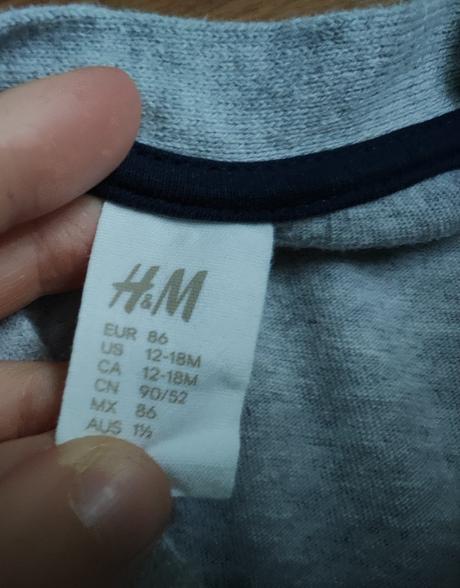 H&M
EUR 86
US 12-18M
CA 12-18M
CN 90/52
MX 86
AUS 1½